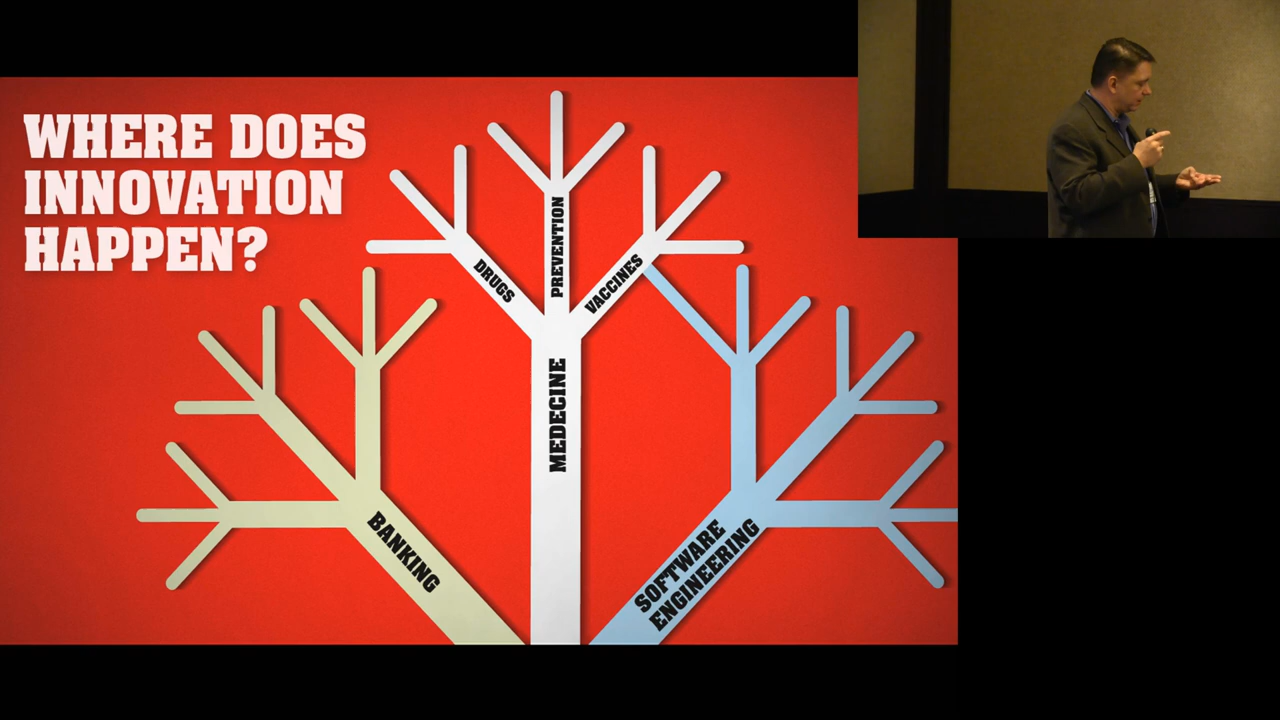 WHERE DOES
INNOVATION
HAPPEN?
DRUGS
PREVENTION
VACCINES
MEDECINE
BANKING
SOFTWARE
ENGINEERING